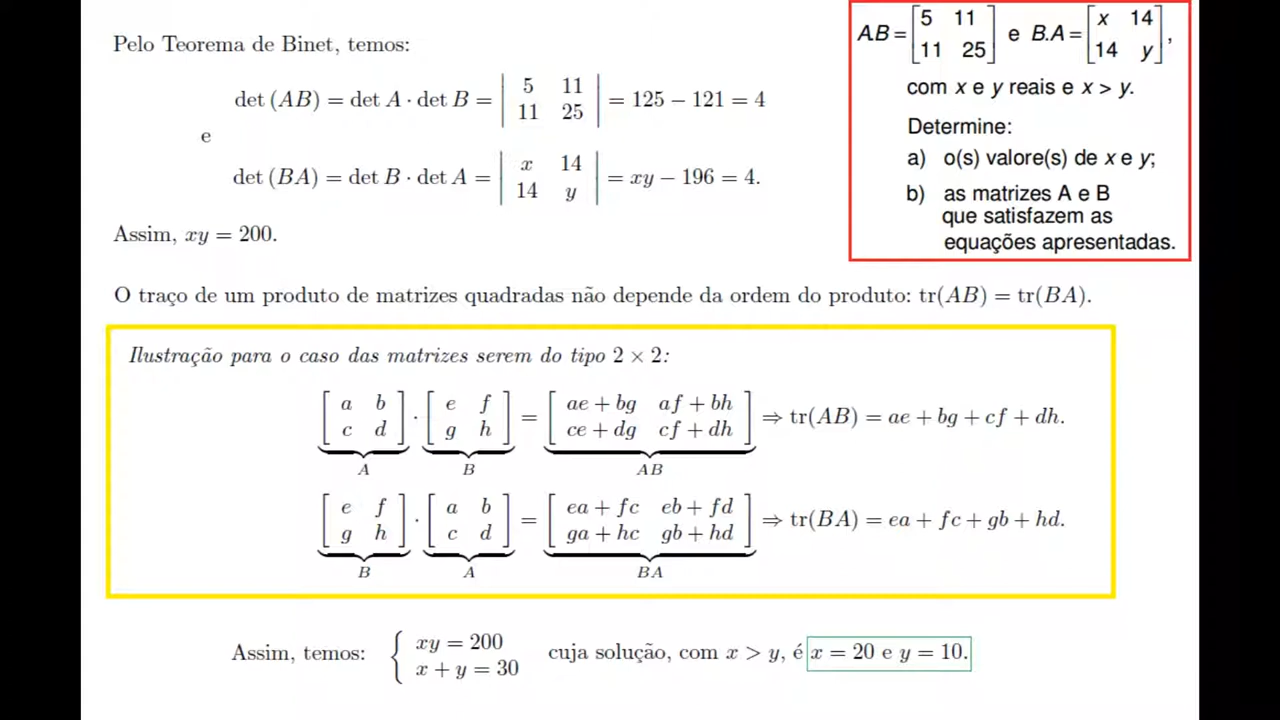 Pelo Teorema de Binet, temos:
det (AB) = det A · det B = | 5 11 |
| 11 25 | = 125 − 121 = 4
e
det (BA) = det B · det A = | x 14 |
| 14 y | = xy − 196 = 4.
Assim, xy = 200.
A.B = [ 5 11 ] e B.A = [ x 14 ],
[ 11 25 ] [ 14 y ]
com x e y reais e x > y.
Determine:
a) o(s) valore(s) de x e y;
b) as matrizes A e B
que satisfazem as
equações apresentadas.
O traço de um produto de matrizes quadradas não depende da ordem do produto: tr(AB) = tr(BA).
Ilustração para o caso das matrizes serem do tipo 2 × 2:
[ a b ] · [ e f ] = [ ae + bg af + bh ] ⇒ tr(AB) = ae + bg + cf + dh.
[ c d ] [ g h ] [ ce + dg cf + dh ]
A B AB
[ e f ] · [ a b ] = [ ea + fc eb + fd ] ⇒ tr(BA) = ea + fc + gb + hd.
[ g h ] [ c d ] [ ga + hc gb + hd ]
B A BA
Assim, temos: { xy = 200
x + y = 30 cuja solução, com x > y, é x = 20 e y = 10.